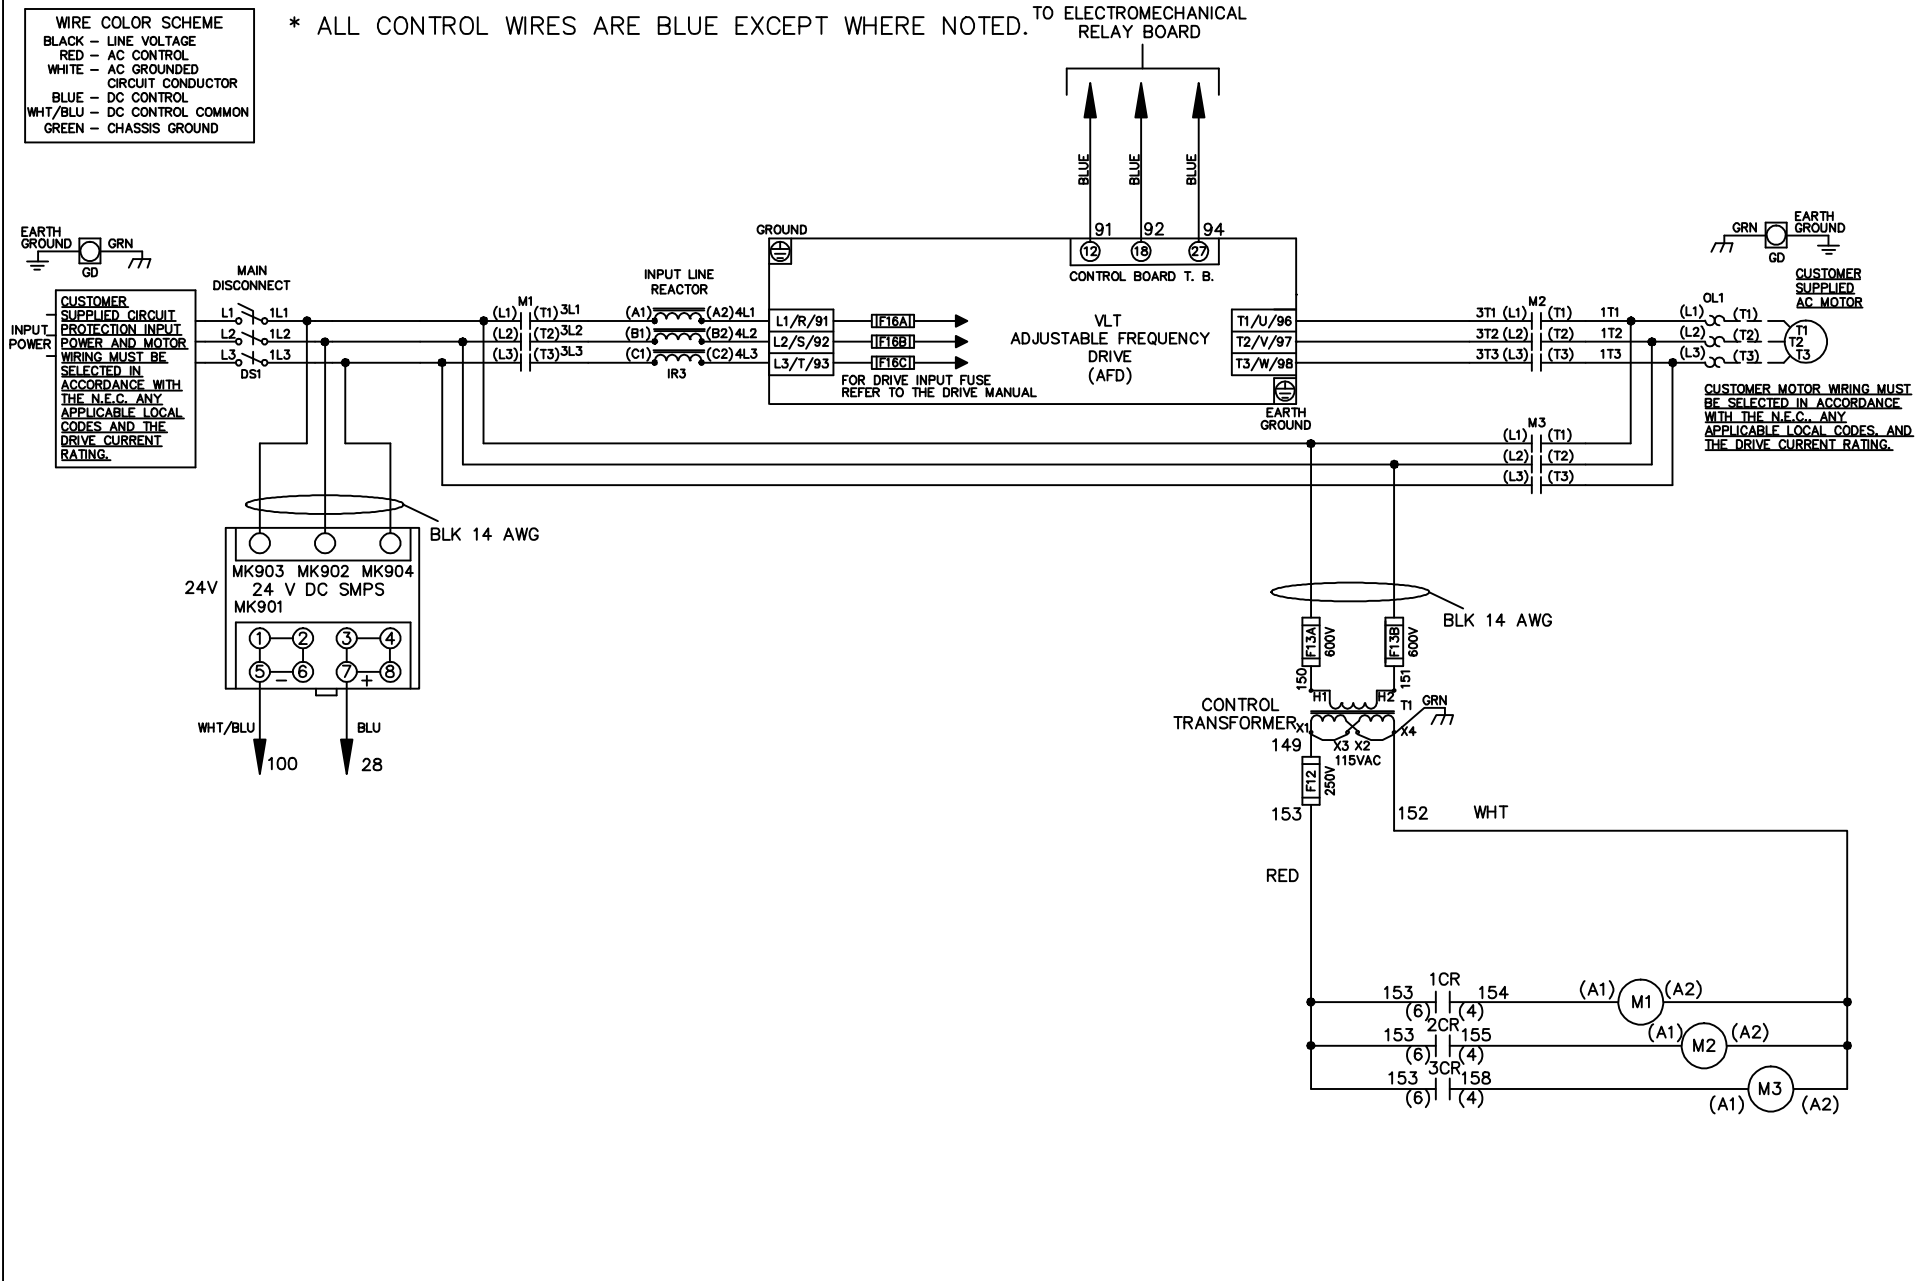 WIRE COLOR SCHEME
BLACK – LINE VOLTAGE
RED – AC CONTROL
WHITE – AC GROUNDED
CIRCUIT CONDUCTOR
BLUE – DC CONTROL
WHT/BLU – DC CONTROL COMMON
GREEN – CHASSIS GROUND
* ALL CONTROL WIRES ARE BLUE EXCEPT WHERE NOTED.
TO ELECTROMECHANICAL
RELAY BOARD
BLUE
BLUE
BLUE
91 92 94
12 18 27
CONTROL BOARD T. B.
EARTH
GROUND
GRN
GD
INPUT
POWER
CUSTOMER
SUPPLIED CIRCUIT
PROTECTION INPUT
POWER AND MOTOR
WIRING MUST BE
SELECTED IN
ACCORDANCE WITH
THE N.E.C. ANY
APPLICABLE LOCAL
CODES AND THE
DRIVE CURRENT
RATING.
MAIN
DISCONNECT
L1 1L1
L2 1L2
L3 1L3
DS1
M1
(L1) (T1) 3L1
(L2) (T2) 3L2
(L3) (T3) 3L3
INPUT LINE
REACTOR
(A1) (A2) 4L1
(B1) (B2) 4L2
(C1) (C2) 4L3
IR3
GROUND
L1/R/91 F16A
L2/S/92 F16B
L3/T/93 F16C
FOR DRIVE INPUT FUSE
REFER TO THE DRIVE MANUAL
VLT
ADJUSTABLE FREQUENCY
DRIVE
(AFD)
T1/U/96
T2/V/97
T3/W/98
EARTH
GROUND
M2
3T1 (L1) (T1) 1T1
3T2 (L2) (T2) 1T2
3T3 (L3) (T3) 1T3
M3
(L1) (T1)
(L2) (T2)
(L3) (T3)
OL1
(L1) (T1)
(L2) (T2)
(L3) (T3)
T1
T2
T3
GRN
EARTH
GROUND
GD
CUSTOMER
SUPPLIED
AC MOTOR
CUSTOMER MOTOR WIRING MUST
BE SELECTED IN ACCORDANCE
WITH THE N.E.C., ANY
APPLICABLE LOCAL CODES, AND
THE DRIVE CURRENT RATING.
BLK 14 AWG
24V
MK903 MK902 MK904
24 V DC SMPS
MK901
1 2 3 4
5 6 7 8
– +
WHT/BLU BLU
100 28
BLK 14 AWG
F13A 600V F13B 600V
150 151
H1 H2
T1
GRN
CONTROL
TRANSFORMER
X1 X3 X2 X4
115VAC
149
F12 250V
153 152 WHT
RED
1CR
153 154 (A1) M1 (A2)
(6) (4)
2CR
153 155 (A1) M2 (A2)
(6) (4)
3CR
153 158 M3
(6) (4) (A1) (A2)